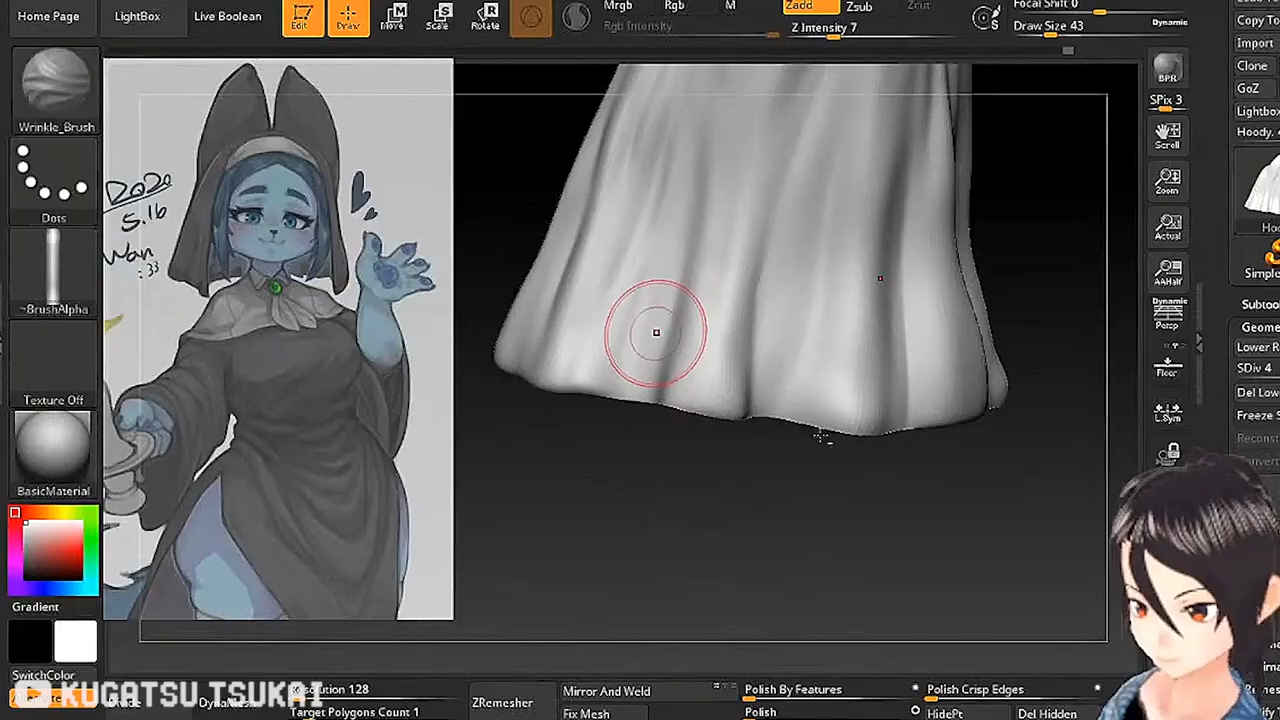 Home Page
LightBox
Live Boolean
Edit
Draw
Move
Scale
Rotate
Mrgb
Rgb
M
Rgb Intensity
Zadd
Zsub
Zcut
Z Intensity 7
Focal Shift 0
Draw Size 43
Dynamic
Copy To
Import
Clone
GoZ
Lightbox
Hoody.
Wrinkle_Brush
Dots
~BrushAlpha
Texture Off
BasicMaterial
Gradient
SwitchColor
2020
5.16
Wan
:33
BPR
SPix 3
Scroll
Zoom
Actual
AAHalf
Dynamic
Persp
Floor
L.Sym
Simple
Subtoo
Geome
Lower R
SDiv 4
Del Low
Freeze S
Reconst
KUGATSU TSUKAI
Resolution 128
Target Polygons Count 1
ZRemesher
Mirror And Weld
Fix Mesh
Polish By Features
Polish
Polish Crisp Edges
HidePt
Del Hidden